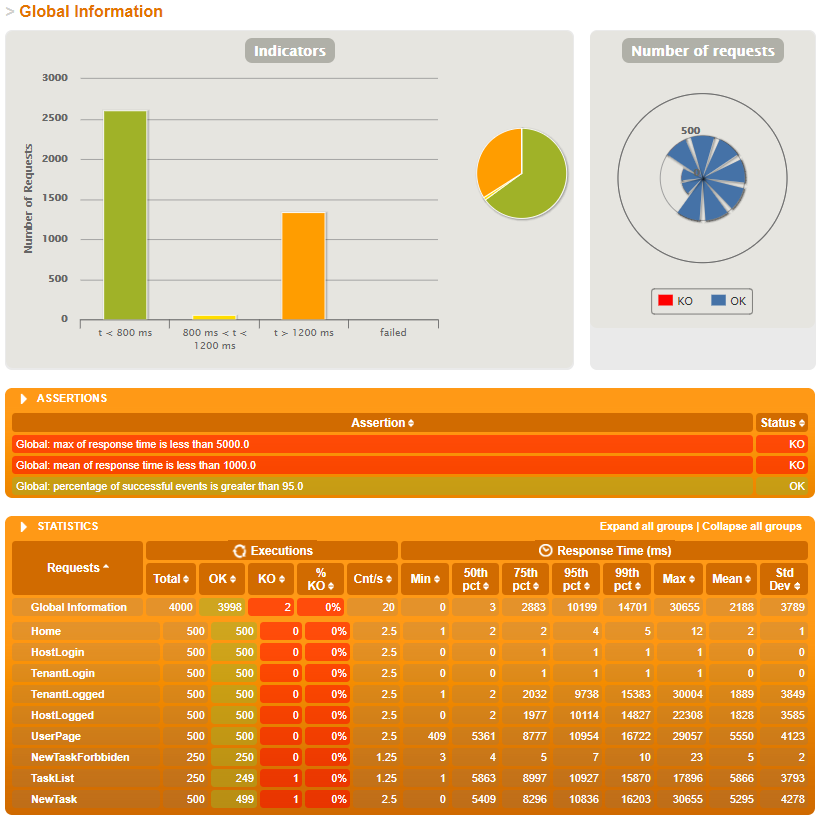 > Global Information
Indicators
Number of requests
3000
2500
2000
1500
1000
500
0
Number of Requests
t < 800 ms
800 ms < t <
1200 ms
t > 1200 ms
failed
500
0
KO OK
ASSERTIONS
Assertion Status
Global: max of response time is less than 5000.0 KO
Global: mean of response time is less than 1000.0 KO
Global: percentage of successful events is greater than 95.0 OK
STATISTICS Expand all groups | Collapse all groups
Requests Executions Response Time (ms)
Total OK KO % KO Cnt/s Min 50th pct 75th pct 95th pct 99th pct Max Mean Std Dev
Global Information 4000 3998 2 0% 20 0 3 2883 10199 14701 30655 2188 3789
Home 500 500 0 0% 2.5 1 2 2 4 5 12 2 1
HostLogin 500 500 0 0% 2.5 0 0 1 1 1 1 0 0
TenantLogin 500 500 0 0% 2.5 0 0 1 1 1 1 0 0
TenantLogged 500 500 0 0% 2.5 1 2 2032 9738 15383 30004 1889 3849
HostLogged 500 500 0 0% 2.5 0 2 1977 10114 14827 22308 1828 3585
UserPage 500 500 0 0% 2.5 409 5361 8777 10954 16722 29057 5550 4123
NewTaskForbbiden 250 250 0 0% 1.25 3 4 5 7 10 23 5 2
TaskList 250 249 1 0% 1.25 1 5863 8997 10927 15870 17896 5866 3793
NewTask 500 499 1 0% 2.5 0 5409 8296 10836 16203 30655 5295 4278